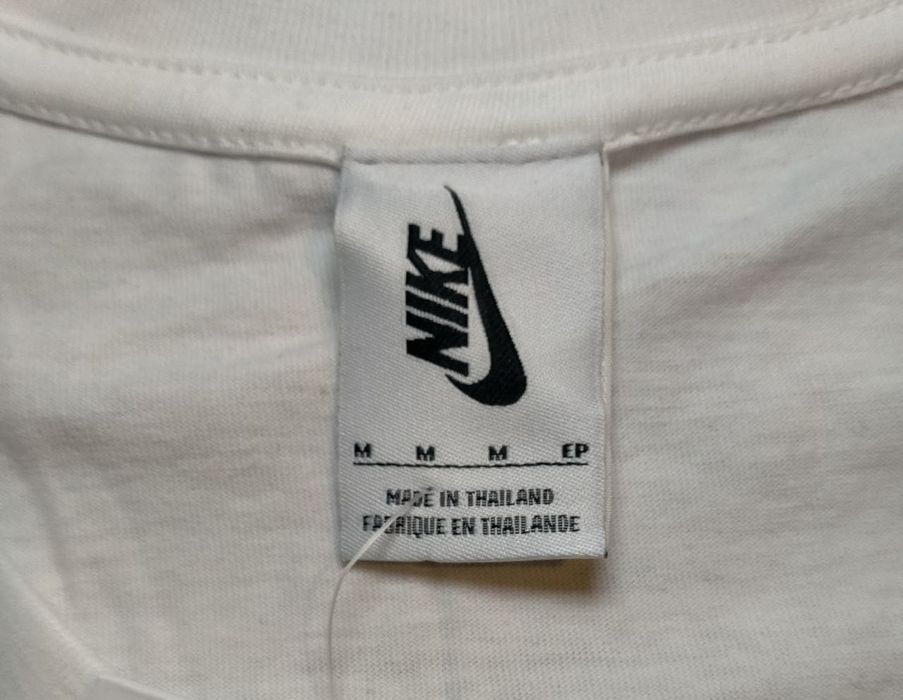 NIKE
M M M EP
MADE IN THAILAND
FABRIQUE EN THAILANDE